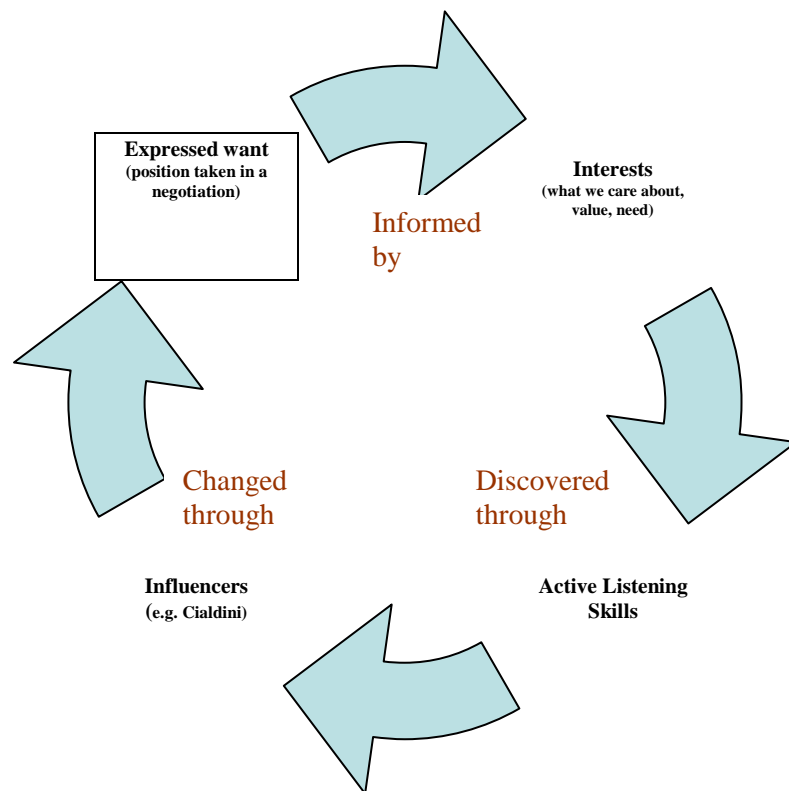 Expressed want
(position taken in a
negotiation)
Interests
(what we care about,
value, need)
Informed
by
Changed
through
Discovered
through
Influencers
(e.g. Cialdini)
Active Listening
Skills